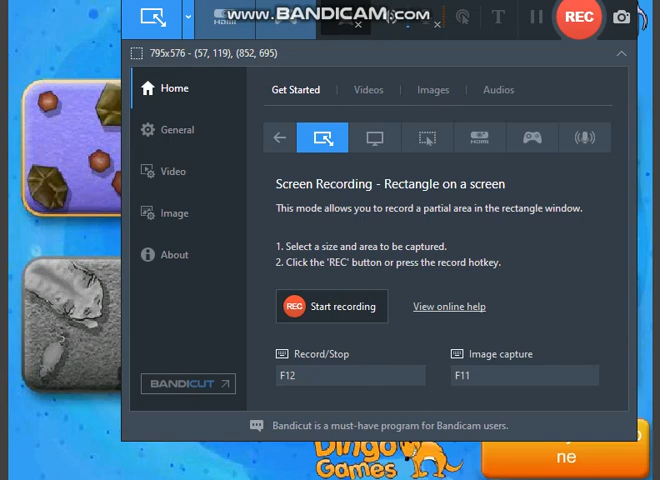 www.BANDICAM.com
REC
795x576 - (57, 119), (852, 695)
Home
General
Video
Image
About
BANDICUT
Get Started | Videos | Images | Audios
HDMI
Screen Recording - Rectangle on a screen
This mode allows you to record a partial area in the rectangle window.
1. Select a size and area to be captured.
2. Click the 'REC' button or press the record hotkey.
REC Start recording
View online help
Record/Stop
Image capture
F12
F11
Bandicut is a must-have program for Bandicam users.
Dingo
Games
ne